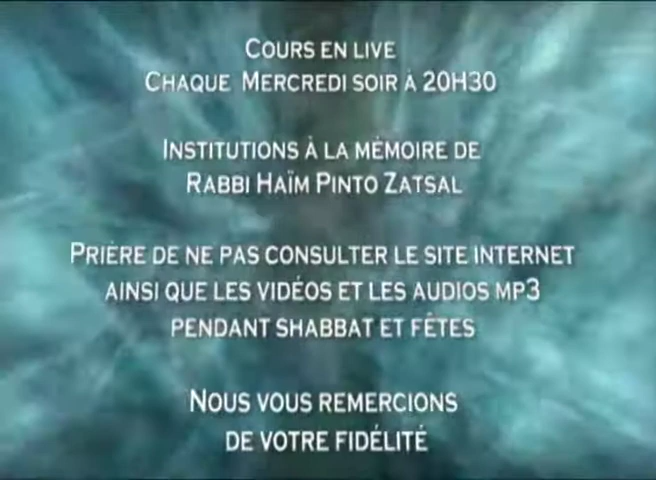 COURS EN LIVE
CHAQUE MERCREDI SOIR À 20H30
INSTITUTIONS À LA MÉMOIRE DE
RABBI HAÏM PINTO ZATSAL
PRIÈRE DE NE PAS CONSULTER LE SITE INTERNET
AINSI QUE LES VIDÉOS ET LES AUDIOS MP3
PENDANT SHABBAT ET FÊTES
NOUS VOUS REMERCIONS
DE VOTRE FIDÉLITÉ